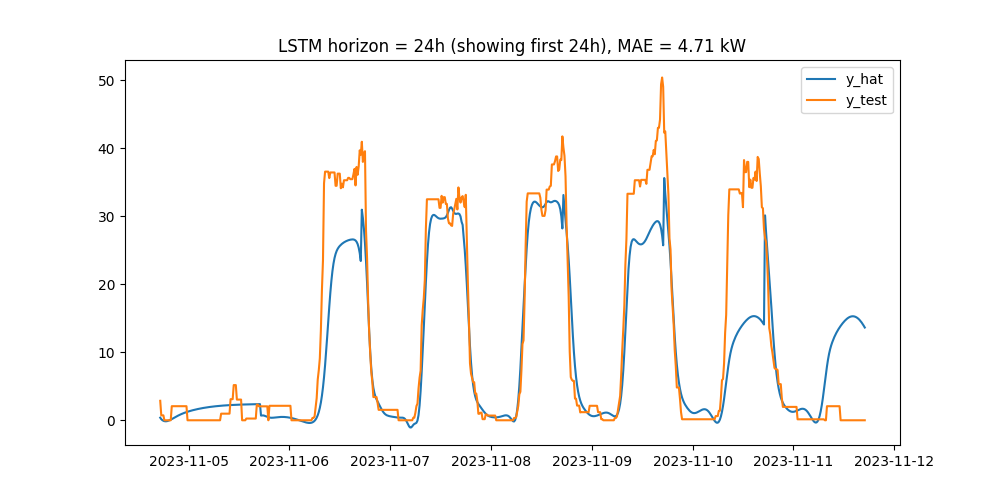 LSTM horizon = 24h (showing first 24h), MAE = 4.71 kW
y_hat
y_test
50
40
30
20
10
0
2023-11-05 2023-11-06 2023-11-07 2023-11-08 2023-11-09 2023-11-10 2023-11-11 2023-11-12